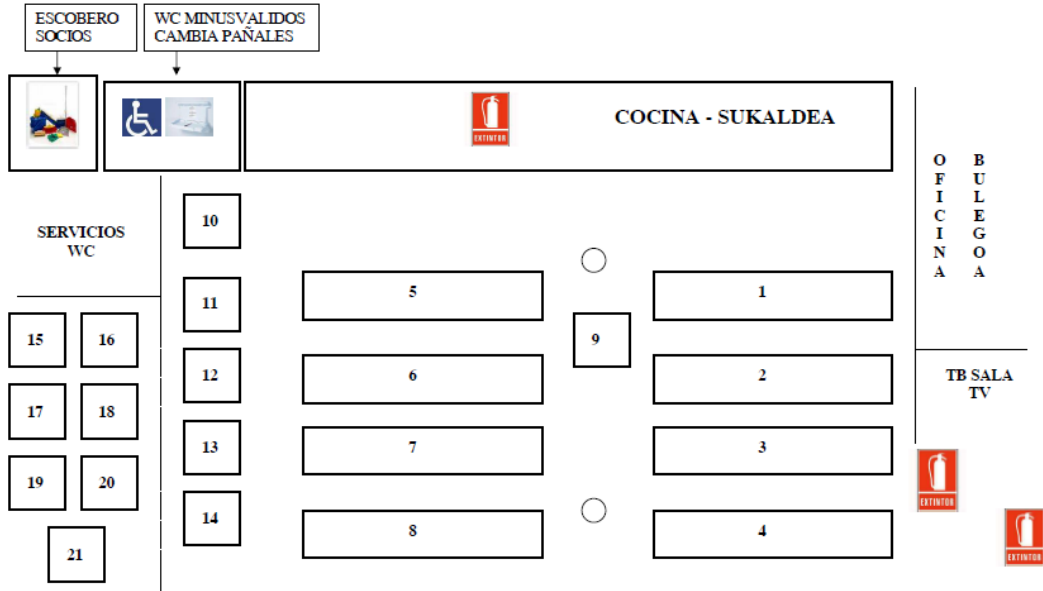 ESCOBERO
SOCIOS
WC MINUSVALIDOS
CAMBIA PAÑALES
EXTINTOR
COCINA - SUKALDEA
OFICINA
BULEGOA
SERVICIOS
WC
10
11
12
13
14
15
16
17
18
19
20
21
5
6
7
8
9
1
2
3
4
TB SALA
TV
EXTINTOR
EXTINTOR